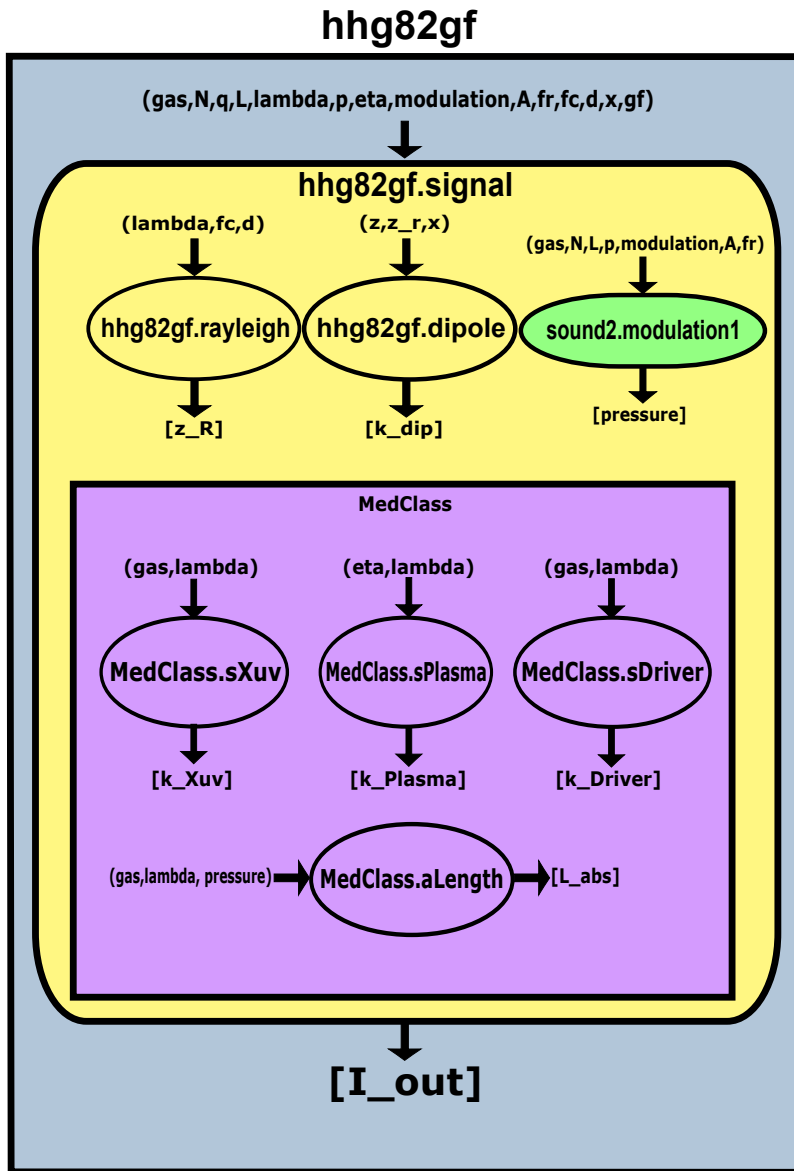 hhg82gf
(gas,N,q,L,lambda,p,eta,modulation,A,fr,fc,d,x,gf)
hhg82gf.signal
(lambda,fc,d)
(z,z_r,x)
(gas,N,L,p,modulation,A,fr)
hhg82gf.rayleigh
hhg82gf.dipole
sound2.modulation1
[z_R]
[k_dip]
[pressure]
MedClass
(gas,lambda)
(eta,lambda)
(gas,lambda)
MedClass.sXuv
MedClass.sPlasma
MedClass.sDriver
[k_Xuv]
[k_Plasma]
[k_Driver]
(gas,lambda, pressure)
MedClass.aLength
[L_abs]
[I_out]